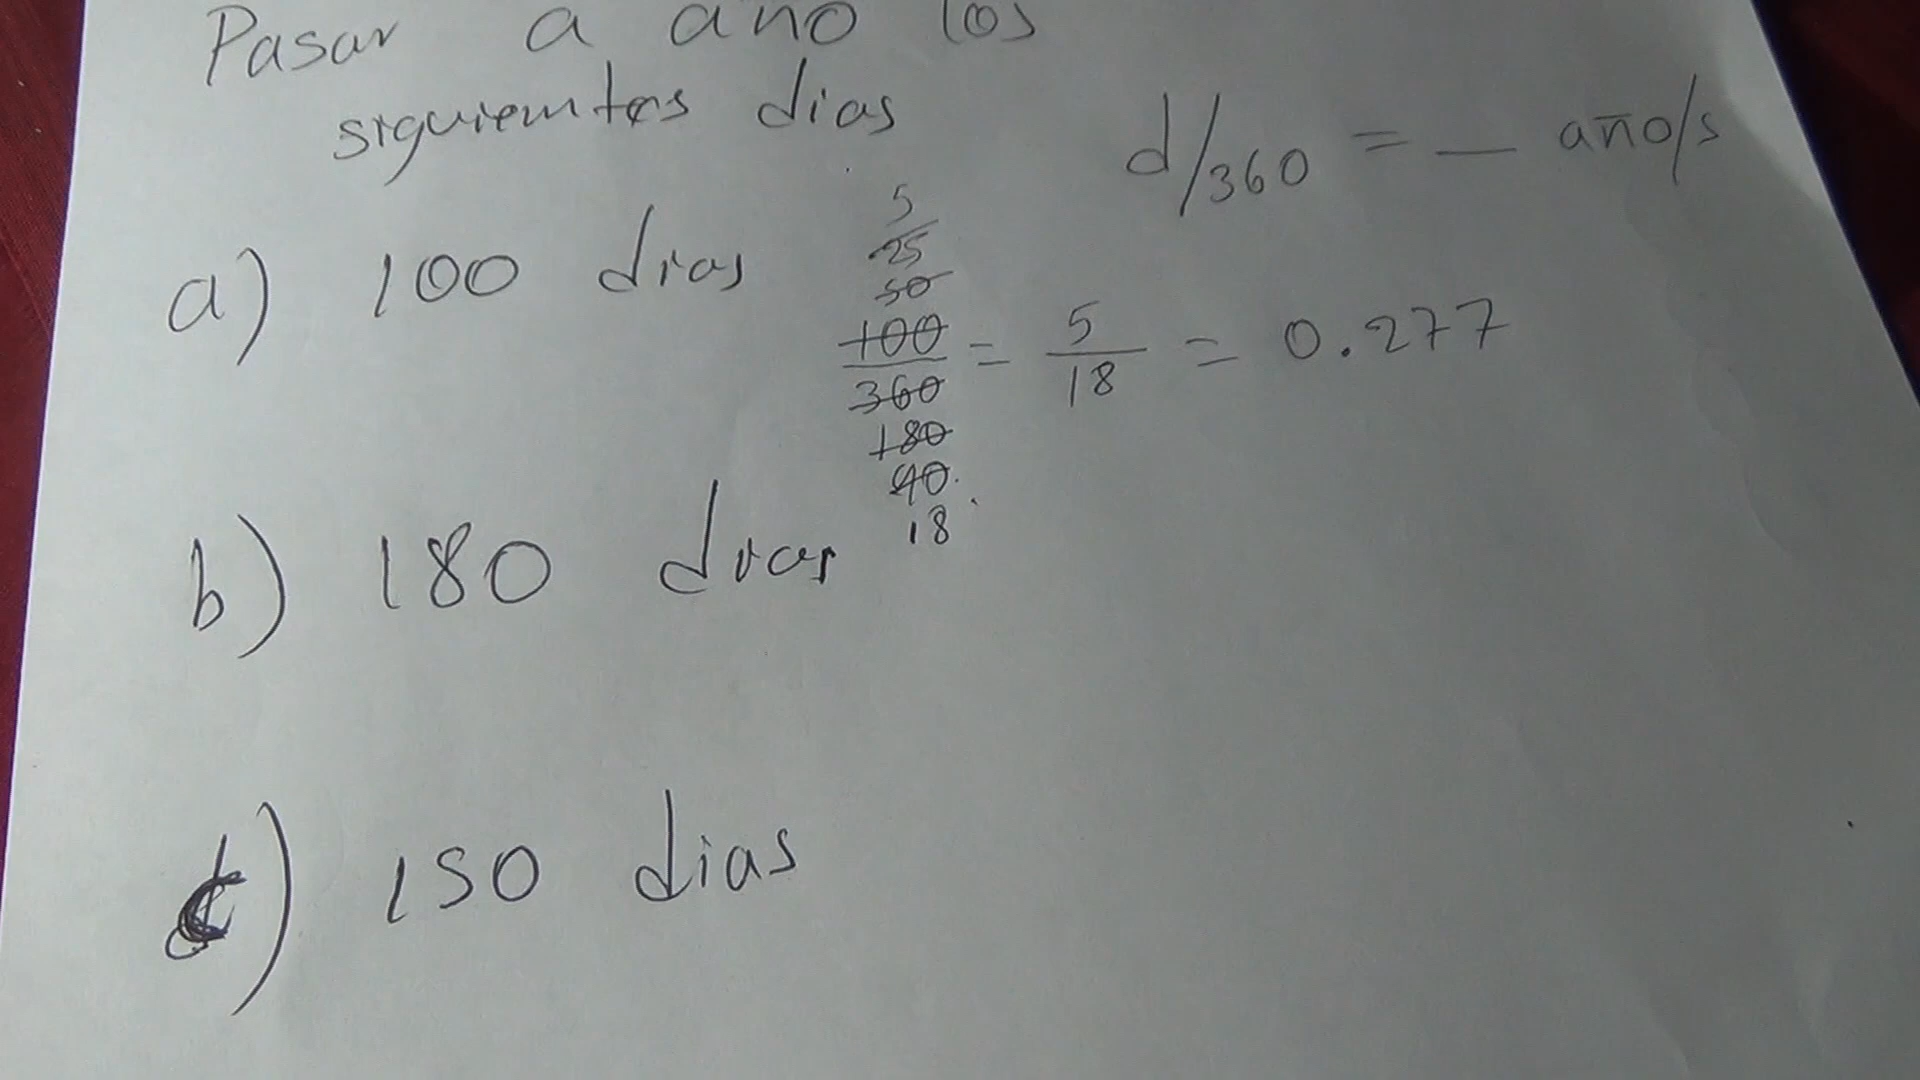 Pasar a año los
siguientes dias
d/360 = _ año/s
a) 100 dias
5
25
50
100/360 = 5/18 = 0.277
180
90
18
b) 180 dias
c) 150 dias